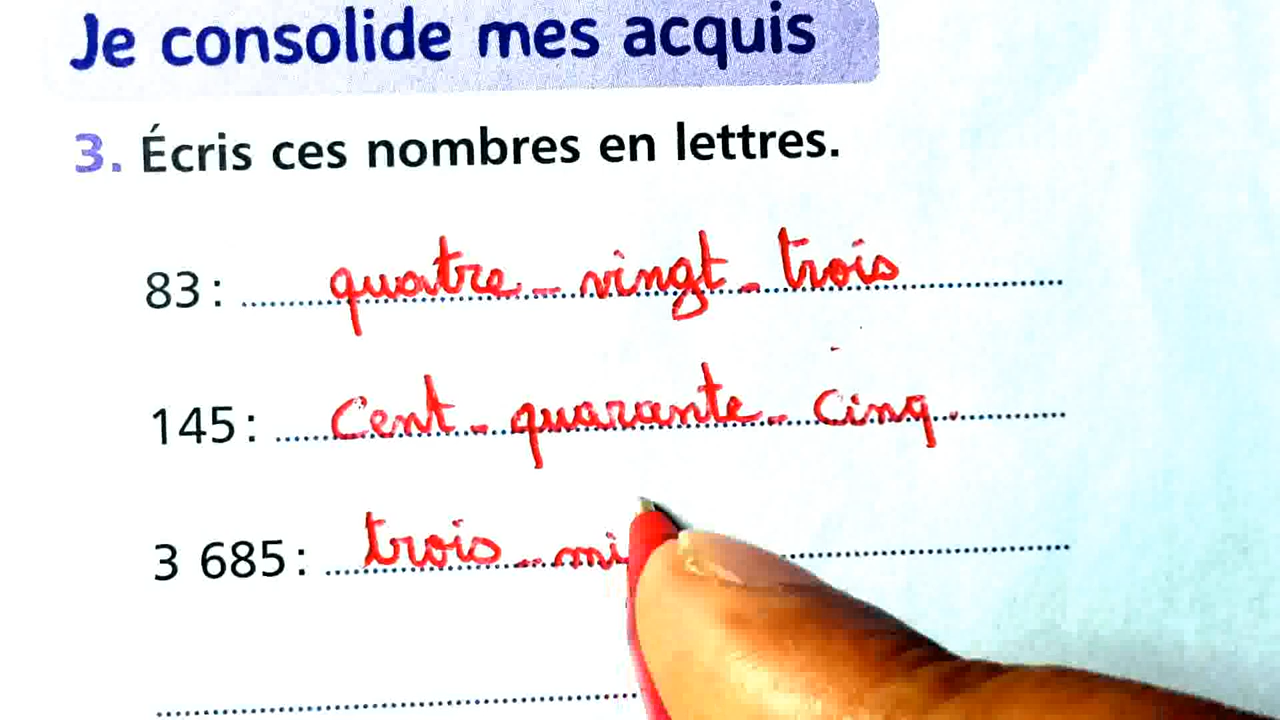 Je consolide mes acquis
3. Écris ces nombres en lettres.
83 : quatre-vingt-trois
145 : Cent-quarante-cinq.
3 685 : trois-mi